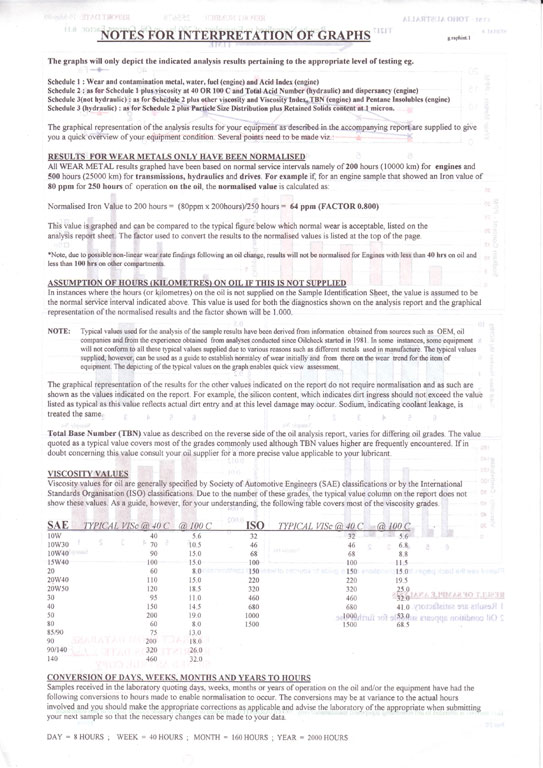 NOTES FOR INTERPRETATION OF GRAPHS
g.rephint 1
The graphs will only depict the indicated analysis results pertaining to the appropriate level of testing eg.
Schedule 1 : Wear and contamination metal, water, fuel (engine) and Acid Index (engine)
Schedule 2 ; as for Schedule 1 plus viscosity at 40 OR 100 C and Total Acid Number (hydraulic) and dispersancy (engine)
Schedule 3(not hydraulic) : as for Schedule 2 plus other viscosity and Viscosity Index, TBN (engine) and Pentane Insolubles (engine)
Schedule 3 (hydraulic) : as for Schedule 2 plus Particle Size Distribution plus Retained Solids content at 1 micron.
The graphical representation of the analysis results for your equipment as described in the accompanying report are supplied to give
you a quick overview of your equipment condition. Several points need to be made viz.
RESULTS FOR WEAR METALS ONLY HAVE BEEN NORMALISED
All WEAR METAL results graphed have been based on normal service intervals namely of 200 hours (10000 km) for engines and
500 hours (25000 km) for transmissions, hydraulics and drives. For example if, for an engine sample that showed an Iron value of
80 ppm for 250 hours of operation on the oil, the normalised value is calculated as:
Normalised Iron Value to 200 hours = (80ppm x 200hours)/250 hours = 64 ppm (FACTOR 0.800)
This value is graphed and can be compared to the typical figure below which normal wear is acceptable, listed on the
analysis report sheet. The factor used to convert the results to the normalised values is listed at the top of the page.
*Note, due to possible non-linear wear rate findings following an oil change, results will not be normalised for Engines with less than 40 hrs on oil and
less than 100 hrs on other compartments.
ASSUMPTION OF HOURS (KILOMETRES) ON OIL IF THIS IS NOT SUPPLIED
In instances where the hours (or kilometres) on the oil is not supplied on the Sample Identification Sheet, the value is assumed to be
the normal service interval indicated above. This value is used for both the diagnostics shown on the analysis report and the graphical
representation of the normalised results and the factor shown will be 1.000.
NOTE: Typical values used for the analysis of the sample results have been derived from information obtained from sources such as OEM, oil
companies and from the experience obtained from analyses conducted since Oilcheck started in 1981. In some instances, some equipment
will not conform to all these typical values supplied due to various reasons such as different metals used in manufacture. The typical values
supplied, however, can be used as a guide to establish normalcy of wear initially and from there on the wear trend for the item of
equipment. The depicting of the typical values on the graph enables quick view assessment.
The graphical representation of the results for the other values indicated on the report do not require normalisation and as such are
shown as the values indicated on the report. For example, the silicon content, which indicates dirt ingress should not exceed the value
listed as typical as this value reflects actual dirt entry and at this level damage may occur. Sodium, indicating coolant leakage, is
treated the same.
Total Base Number (TBN) value as described on the reverse side of the oil analysis report, varies for differing oil grades. The value
quoted as a typical value covers most of the grades commonly used although TBN values higher are frequently encountered. If in
doubt concerning this value consult your oil supplier for a more precise value applicable to your lubricant.
VISCOSITY VALUES
Viscosity values for oil are generally specified by Society of Automotive Engineers (SAE) classifications or by the International
Standards Organisation (ISO) classifications. Due to the number of these grades, the typical value column on the report does not
show these values. As a guide, however, for your understanding, the following table covers most of the viscosity grades.
SAE TYPICAL VISc @ 40 C @ 100 C ISO TYPICAL VISc @ 40 C @ 100 C
10W 40 5.6 32 32 5.6
10W30 70 10.5 46 46 6.8
10W40 90 15.0 68 68 8.8
15W40 100 15.0 100 100 11.5
20 60 8.0 150 150 15.0
20W40 110 15.0 220 220 19.5
20W50 120 18.5 320 320 25.0
30 95 11.0 460 460 32.0
40 150 14.5 680 680 41.0
50 200 19.0 1000 1000 52.0
80 60 8.0 1500 1500 68.5
85/90 75 13.0
90 200 18.0
90/140 320 26.0
140 460 32.0
CONVERSION OF DAYS, WEEKS, MONTHS AND YEARS TO HOURS
Samples received in the laboratory quoting days, weeks, months or years of operation on the oil and/or the equipment have had the
following conversions to hours made to enable normalisation to occur. The conversions may be at variance to the actual hours
involved and you should make the appropriate corrections as applicable and advise the laboratory of the appropriate when submitting
your next sample so that the necessary changes can be made to your data.
DAY = 8 HOURS ; WEEK = 40 HOURS ; MONTH = 160 HOURS ; YEAR = 2000 HOURS